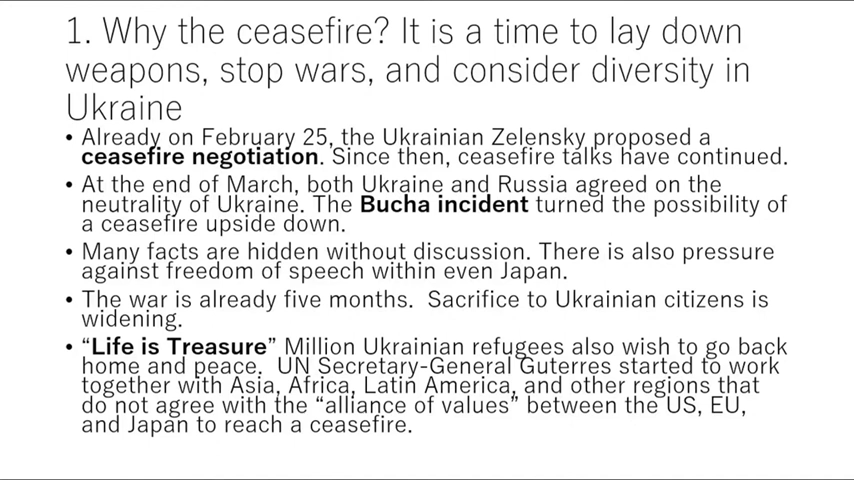 1. Why the ceasefire? It is a time to lay down
weapons, stop wars, and consider diversity in
Ukraine
• Already on February 25, the Ukrainian Zelensky proposed a
ceasefire negotiation. Since then, ceasefire talks have continued.
• At the end of March, both Ukraine and Russia agreed on the
neutrality of Ukraine. The Bucha incident turned the possibility of
a ceasefire upside down.
• Many facts are hidden without discussion. There is also pressure
against freedom of speech within even Japan.
• The war is already five months.  Sacrifice to Ukrainian citizens is
widening.
• “Life is Treasure” Million Ukrainian refugees also wish to go back
home and peace.  UN Secretary-General Guterres started to work
together with Asia, Africa, Latin America, and other regions that
do not agree with the “alliance of values” between the US, EU,
and Japan to reach a ceasefire.